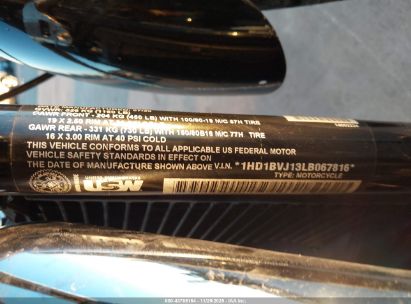 GAWR FRONT - 204 KG (450 LB) WITH 100/90-19 M/C 57H TIRE
19 X 2.50 RIM AT
GAWR REAR - 331 KG (730 LB) WITH 150/80B16 M/C 77H TIRE
16 X 3.00 RIM AT 40 PSI COLD
THIS VEHICLE CONFORMS TO ALL APPLICABLE US FEDERAL MOTOR
VEHICLE SAFETY STANDARDS IN EFFECT ON
THE DATE OF MANUFACTURE SHOWN ABOVE V.I.N. *1HD1BVJ13LB067816*
TYPE: MOTORCYCLE